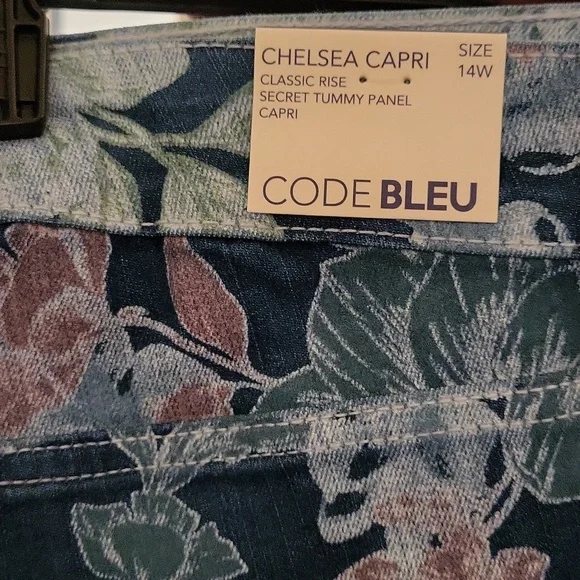 CHELSEA CAPRI
CLASSIC RISE
SECRET TUMMY PANEL
CAPRI
SIZE
14W
CODE BLEU